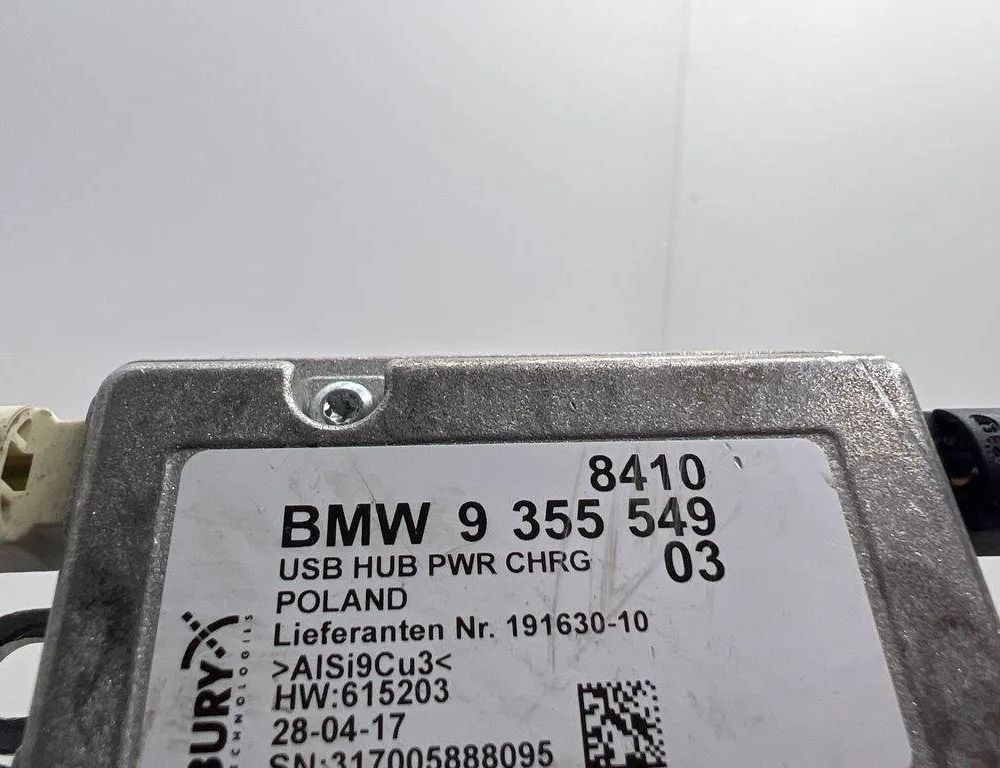 8410
BMW 9 355 549
USB HUB PWR CHRG 03
POLAND
Lieferanten Nr. 191630-10
>AlSi9Cu3<
HW:615203
28-04-17
SN:317005888095
BURY
TECHNOLOGIES